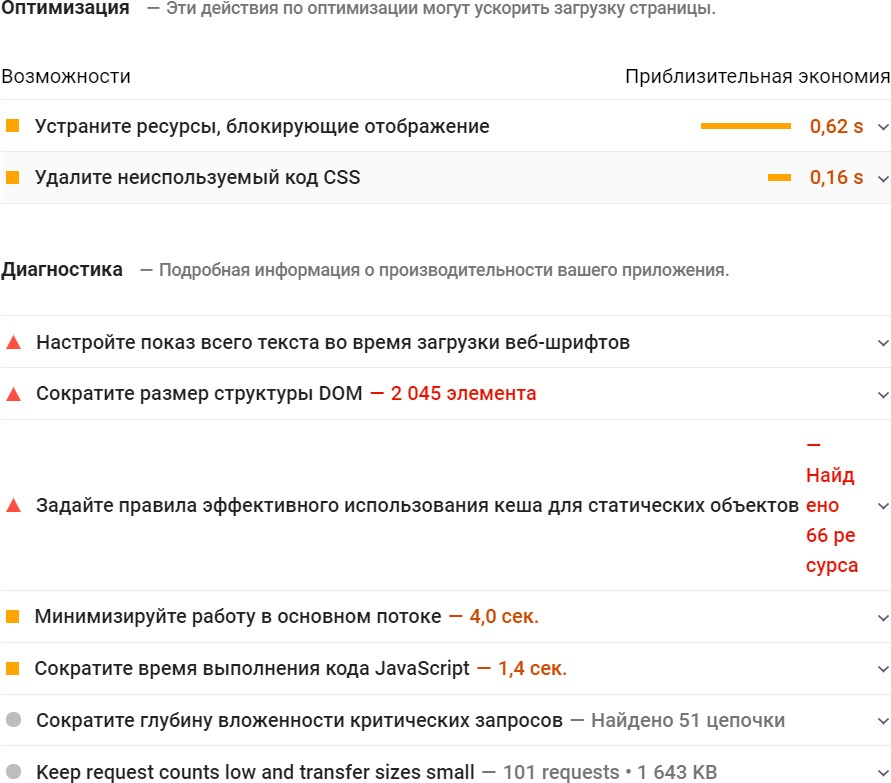 Оптимизация — Эти действия по оптимизации могут ускорить загрузку страницы.
Возможности Приблизительная экономия
Устраните ресурсы, блокирующие отображение 0,62 s
Удалите неиспользуемый код CSS 0,16 s
Диагностика — Подробная информация о производительности вашего приложения.
Настройте показ всего текста во время загрузки веб-шрифтов
Сократите размер структуры DOM — 2 045 элемента
Задайте правила эффективного использования кеша для статических объектов
—
Найд
ено
66 ре
сурса
Минимизируйте работу в основном потоке — 4,0 сек.
Сократите время выполнения кода JavaScript — 1,4 сек.
Сократите глубину вложенности критических запросов — Найдено 51 цепочки
Keep request counts low and transfer sizes small — 101 requests • 1 643 KB